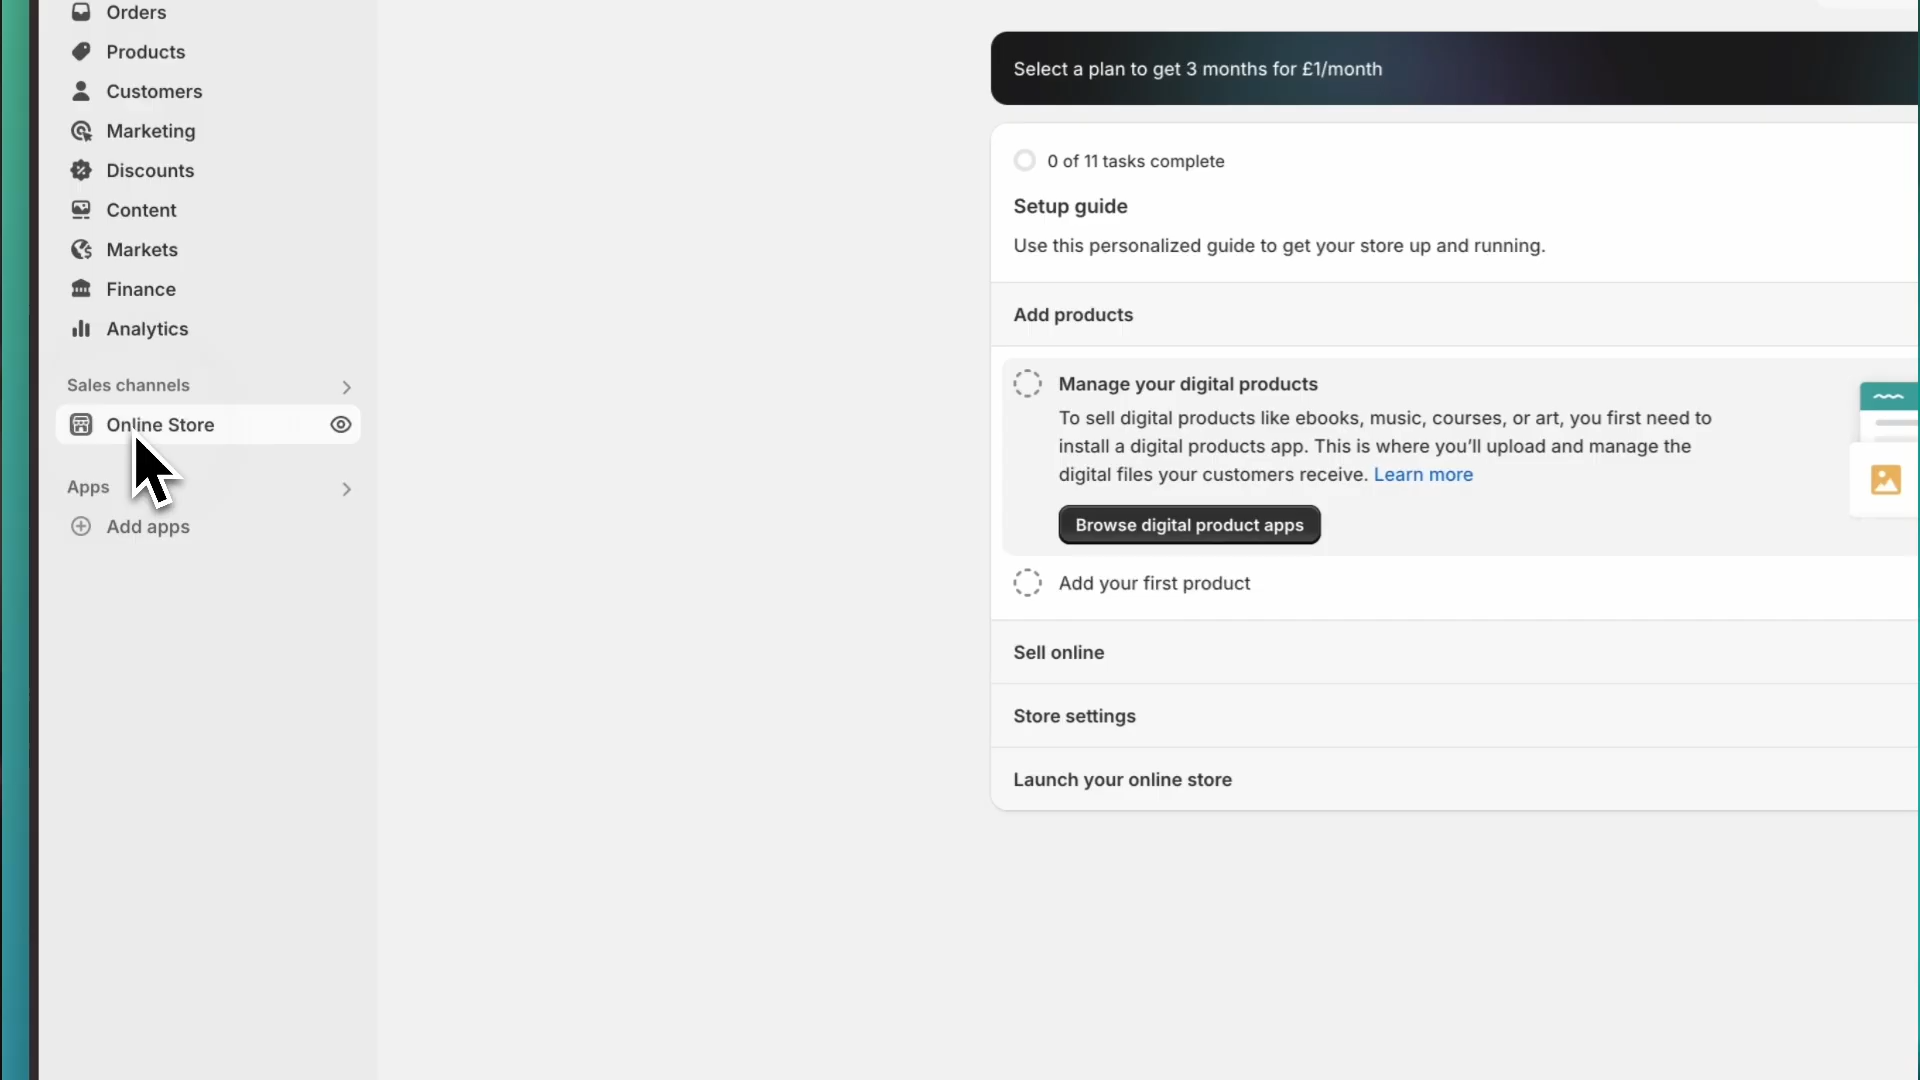 Orders
Products
Customers
Marketing
Discounts
Content
Markets
Finance
Analytics
Sales channels
Online Store
Apps
Add apps
Select a plan to get 3 months for £1/month
0 of 11 tasks complete
Setup guide
Use this personalized guide to get your store up and running.
Add products
Manage your digital products
To sell digital products like ebooks, music, courses, or art, you first need to
install a digital products app. This is where you’ll upload and manage the
digital files your customers receive. Learn more
Browse digital product apps
Add your first product
Sell online
Store settings
Launch your online store